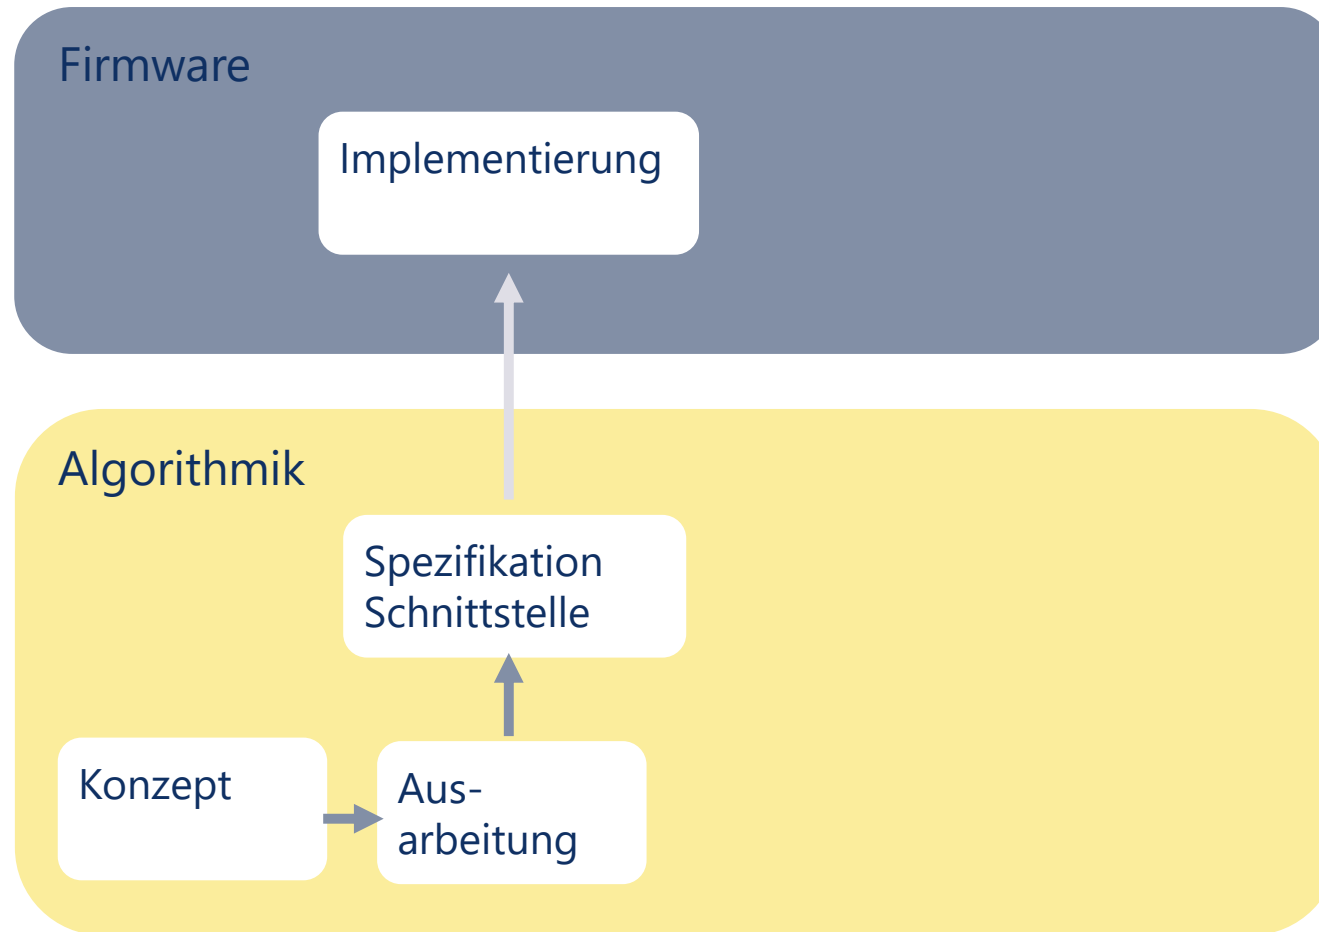 Firmware
Implementierung
Algorithmik
Spezifikation
Schnittstelle
Konzept
Aus-
arbeitung